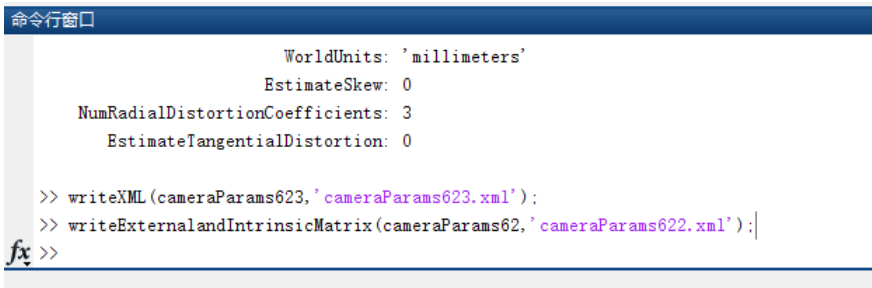 命令行窗口
WorldUnits: 'millimeters'
EstimateSkew: 0
NumRadialDistortionCoefficients: 3
EstimateTangentialDistortion: 0
>> writeXML(cameraParams623,'cameraParams623.xml');
>> writeExternalandIntrinsicMatrix(cameraParams62,'cameraParams622.xml');
fx >>